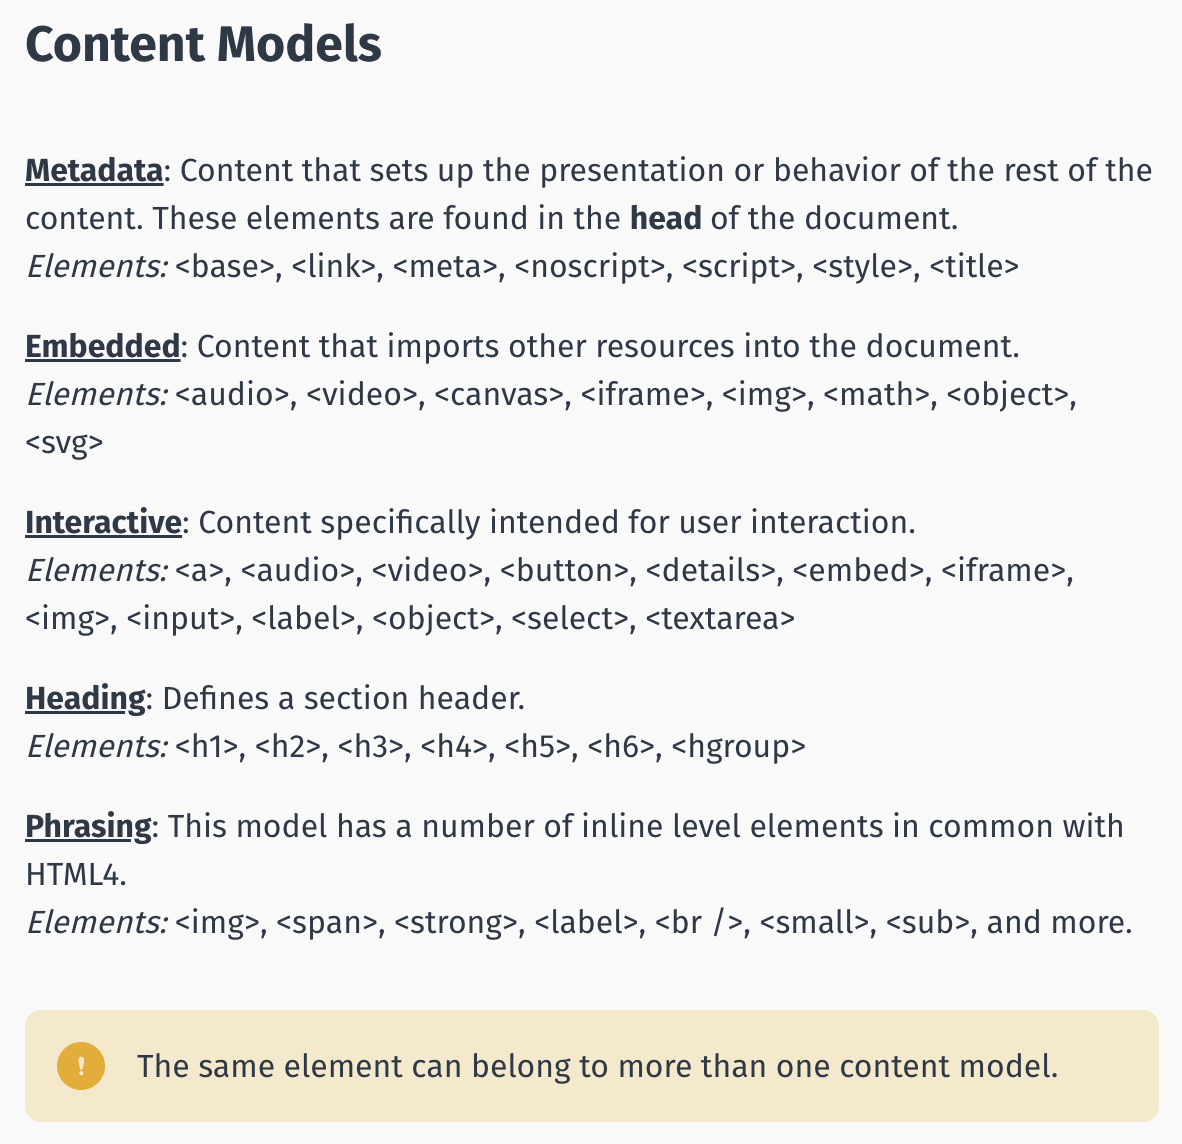 Content Models
Metadata: Content that sets up the presentation or behavior of the rest of the
content. These elements are found in the head of the document.
Elements: <base>, <link>, <meta>, <noscript>, <script>, <style>, <title>
Embedded: Content that imports other resources into the document.
Elements: <audio>, <video>, <canvas>, <iframe>, <img>, <math>, <object>,
<svg>
Interactive: Content specifically intended for user interaction.
Elements: <a>, <audio>, <video>, <button>, <details>, <embed>, <iframe>,
<img>, <input>, <label>, <object>, <select>, <textarea>
Heading: Defines a section header.
Elements: <h1>, <h2>, <h3>, <h4>, <h5>, <h6>, <hgroup>
Phrasing: This model has a number of inline level elements in common with
HTML4.
Elements: <img>, <span>, <strong>, <label>, <br />, <small>, <sub>, and more.
! The same element can belong to more than one content model.